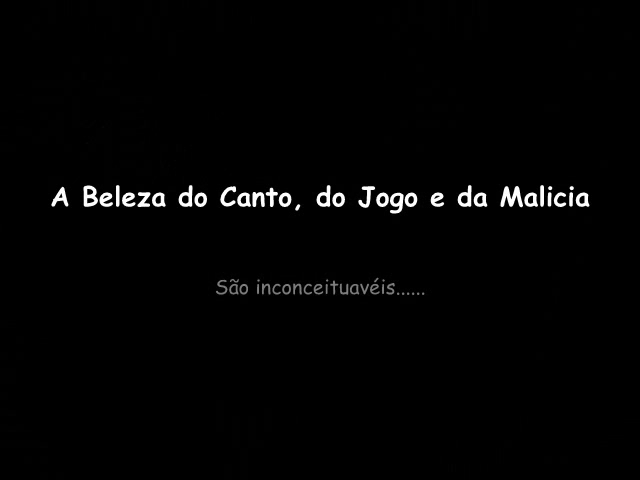 A Beleza do Canto, do Jogo e da Malicia
São inconceituavéis......